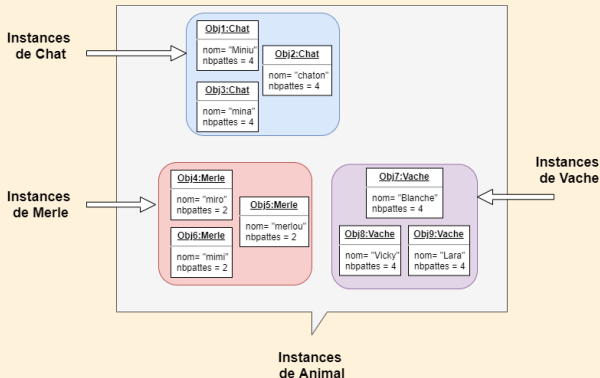 Instances
de Chat
Obj1:Chat
nom= "Miniu"
nbpattes = 4
Obj2:Chat
nom= "chaton"
nbpattes = 4
Obj3:Chat
nom= "mina"
nbpattes = 4
Instances
de Merle
Obj4:Merle
nom= "miro"
nbpattes = 2
Obj5:Merle
nom= "merlou"
nbpattes = 2
Obj6:Merle
nom= "mimi"
nbpattes = 2
Instances
de Vache
Obj7:Vache
nom= "Blanche"
nbpattes = 4
Obj8:Vache
nom= "Vicky"
nbpattes = 4
Obj9:Vache
nom= "Lara"
nbpattes = 4
Instances
de Animal